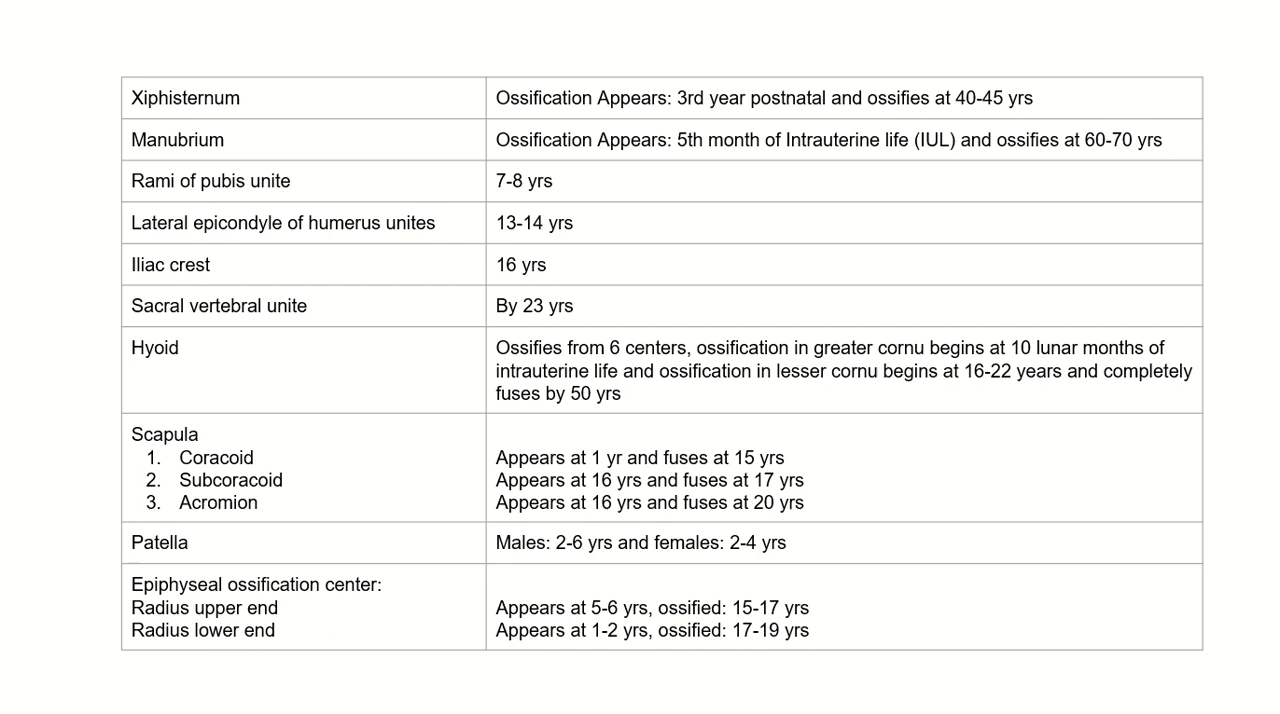 Xiphisternum
Ossification Appears: 3rd year postnatal and ossifies at 40-45 yrs
Manubrium
Ossification Appears: 5th month of Intrauterine life (IUL) and ossifies at 60-70 yrs
Rami of pubis unite
7-8 yrs
Lateral epicondyle of humerus unites
13-14 yrs
Iliac crest
16 yrs
Sacral vertebral unite
By 23 yrs
Hyoid
Ossifies from 6 centers, ossification in greater cornu begins at 10 lunar months of
intrauterine life and ossification in lesser cornu begins at 16-22 years and completely
fuses by 50 yrs
Scapula
1. Coracoid
Appears at 1 yr and fuses at 15 yrs
2. Subcoracoid
Appears at 16 yrs and fuses at 17 yrs
3. Acromion
Appears at 16 yrs and fuses at 20 yrs
Patella
Males: 2-6 yrs and females: 2-4 yrs
Epiphyseal ossification center:
Radius upper end
Appears at 5-6 yrs, ossified: 15-17 yrs
Radius lower end
Appears at 1-2 yrs, ossified: 17-19 yrs